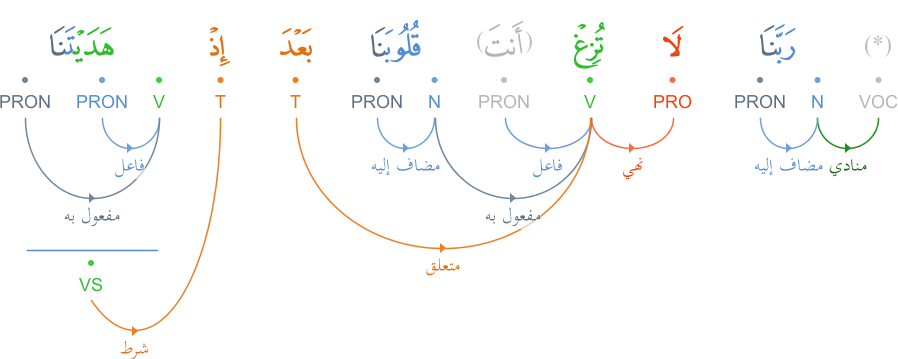 (*) رَبَّنَا لَا تُزِغْ (أَنتَ) قُلُوبَنَا بَعْدَ إِذْ هَدَيْتَنَا
VOC N PRON PRO V PRON N PRON T T V PRON PRON
منادي مضاف إليه نهي فاعل مضاف إليه فاعل
مفعول به مفعول به
متعلق
VS
شرط